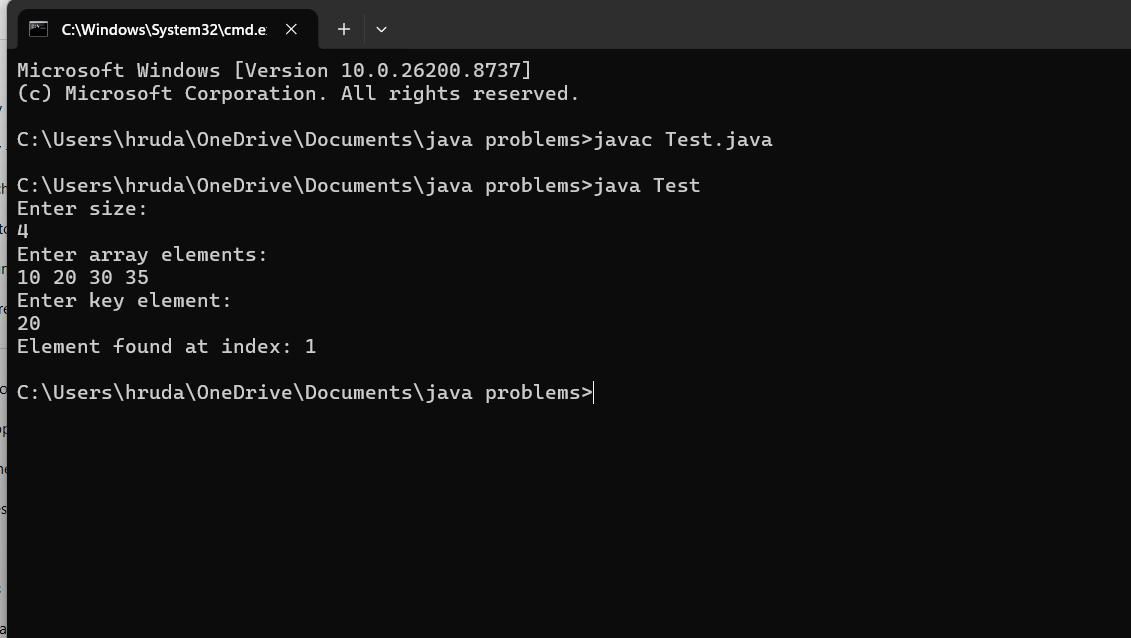 C:\Windows\System32\cmd.e
Microsoft Windows [Version 10.0.26200.8737]
(c) Microsoft Corporation. All rights reserved.
C:\Users\hruda\OneDrive\Documents\java problems>javac Test.java
C:\Users\hruda\OneDrive\Documents\java problems>java Test
Enter size:
4
Enter array elements:
10 20 30 35
Enter key element:
20
Element found at index: 1
C:\Users\hruda\OneDrive\Documents\java problems>